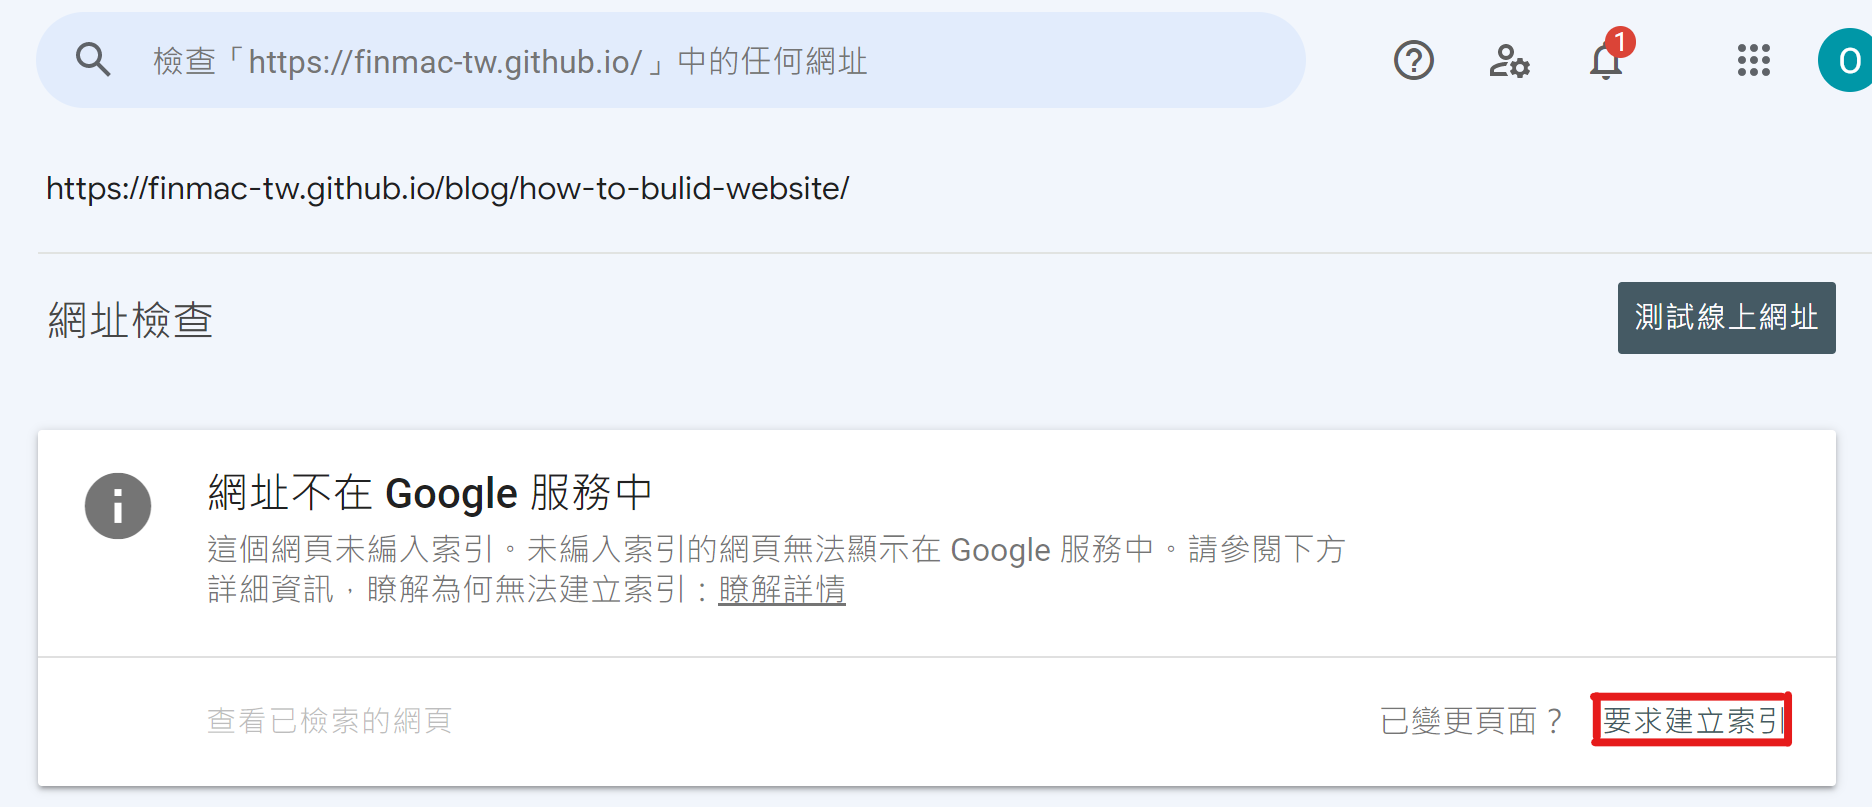 檢查「https://finmac-tw.github.io/」中的任何網址
1
O
https://finmac-tw.github.io/blog/how-to-bulid-website/
網址檢查
測試線上網址
網址不在 Google 服務中
這個網頁未編入索引。未編入索引的網頁無法顯示在 Google 服務中。請參閱下方
詳細資訊，瞭解為何無法建立索引：瞭解詳情
查看已檢索的網頁
已變更頁面？ 要求建立索引